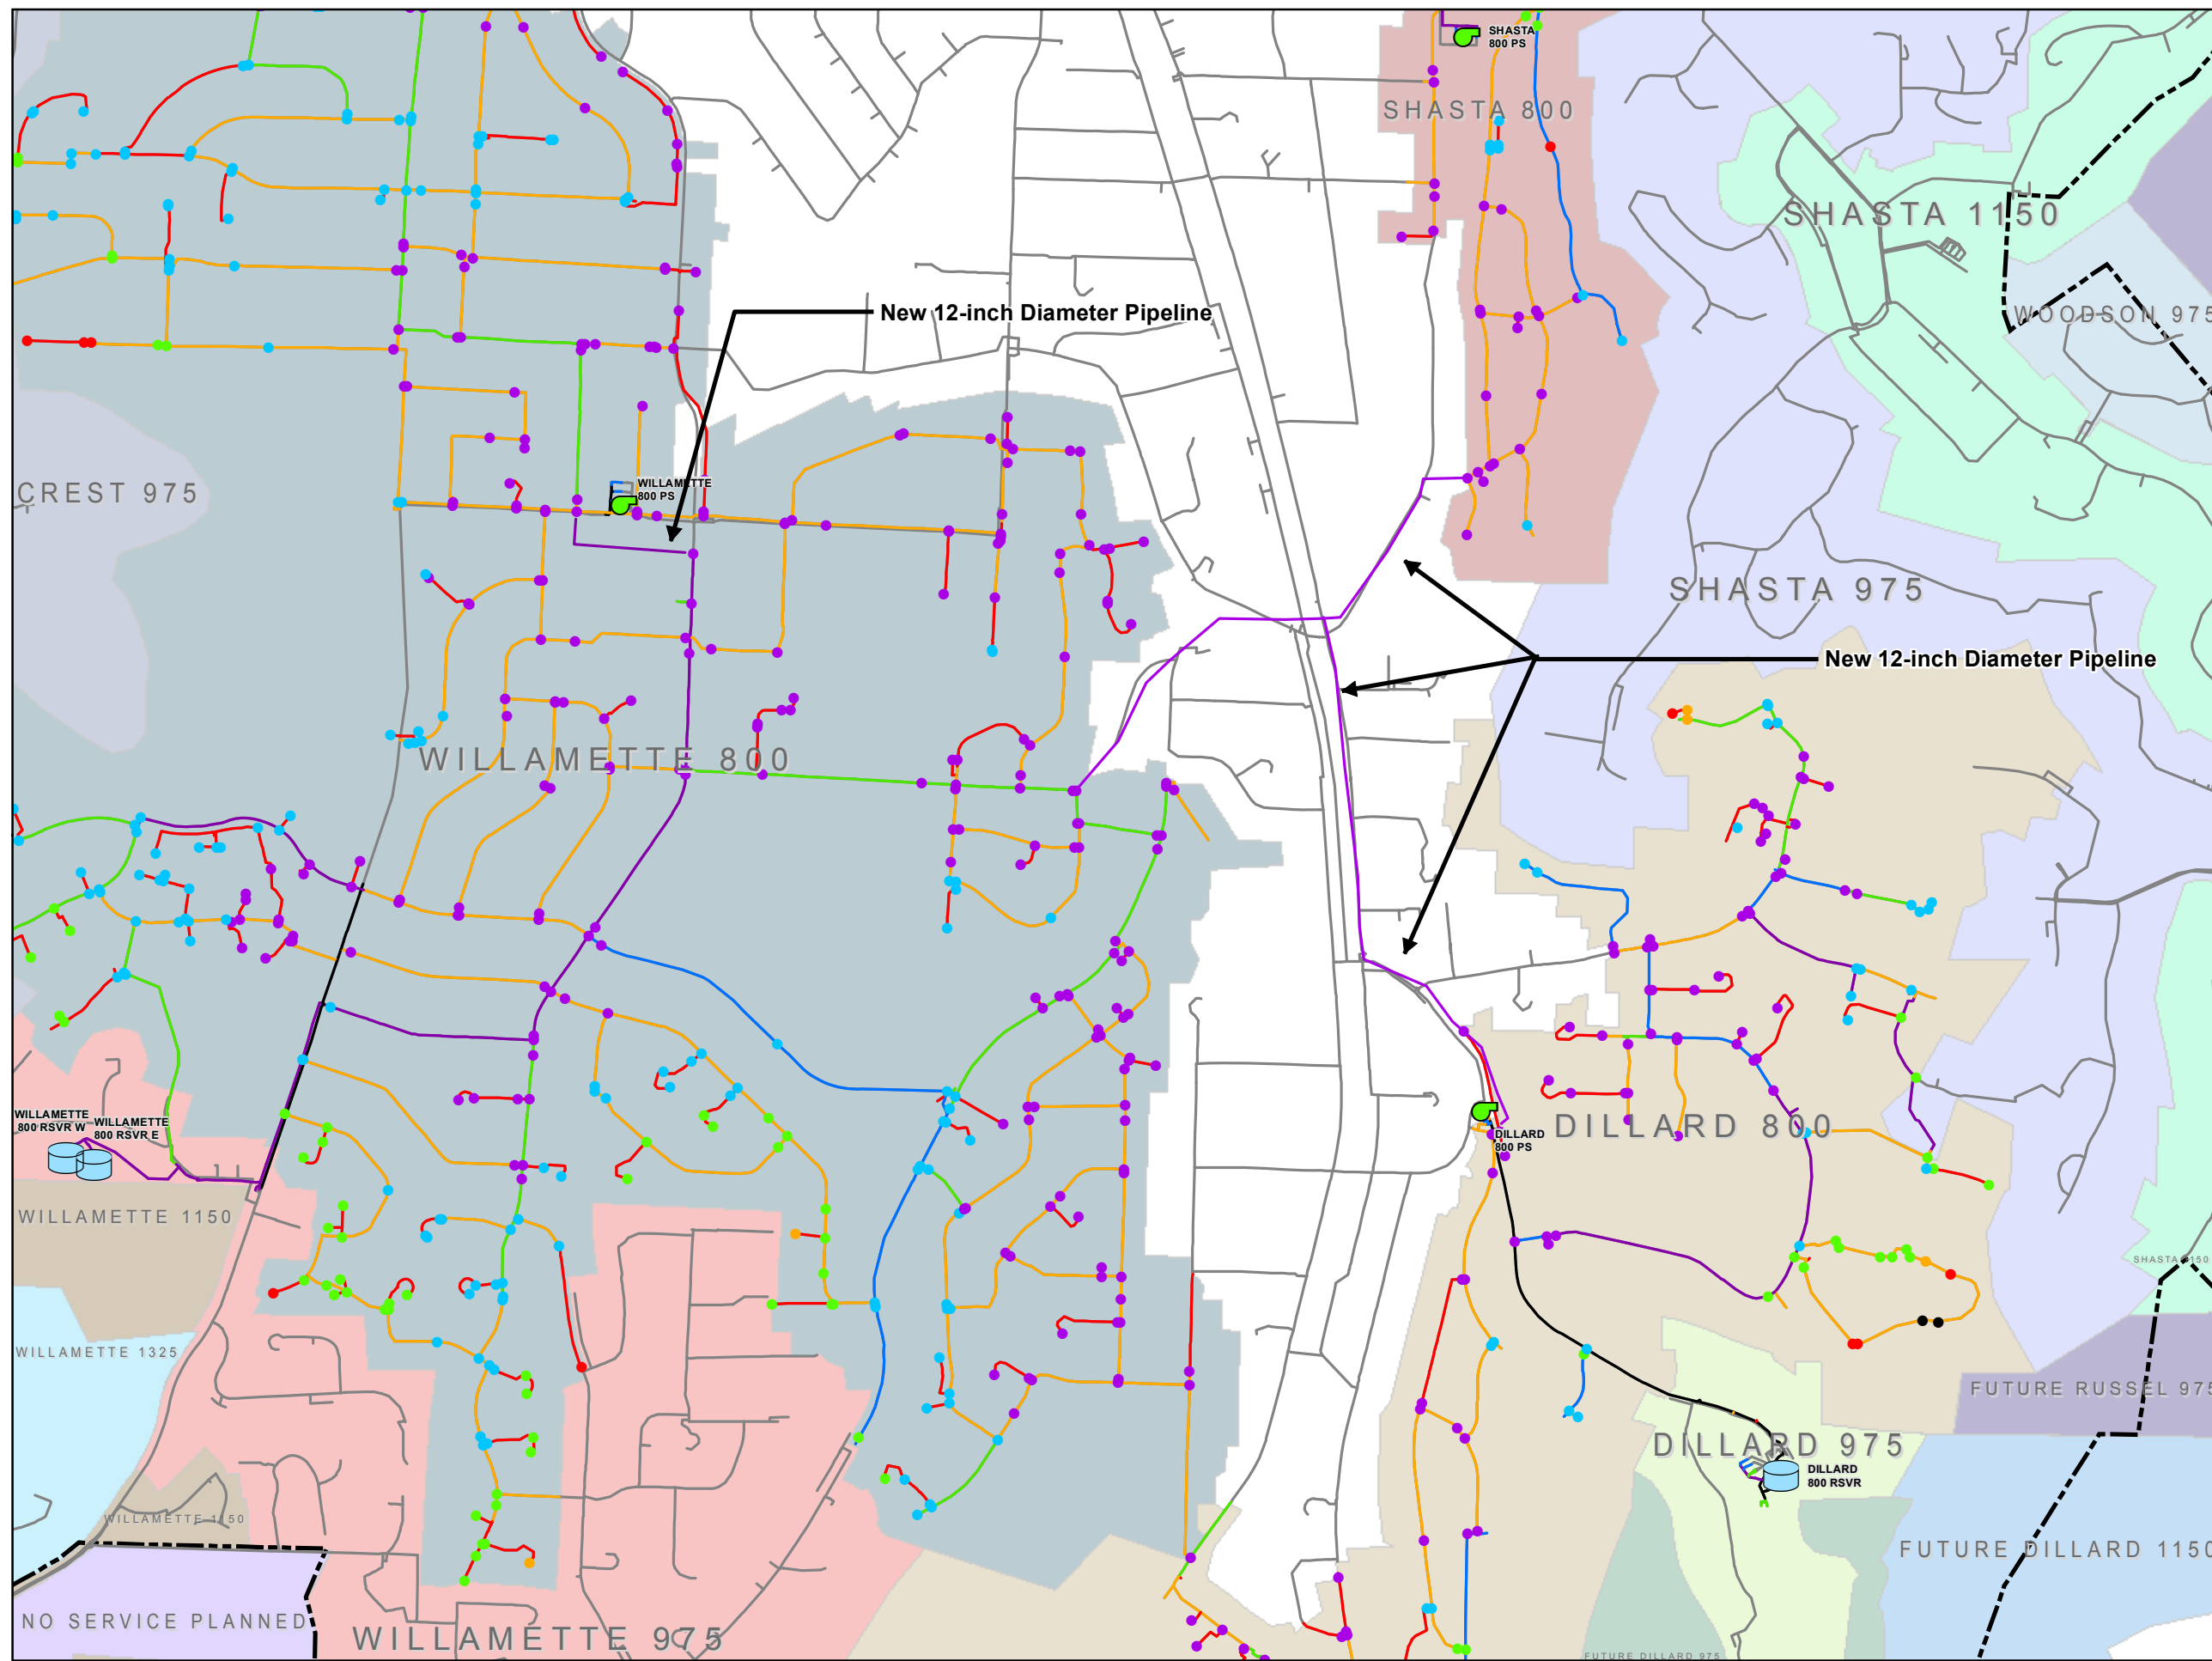 SHASTA
800 PS
SHASTA 800
SHASTA 1150
WOODSON 975
New 12-inch Diameter Pipeline
CREST 975
WILLAMETTE
800 PS
SHASTA 975
New 12-inch Diameter Pipeline
WILLAMETTE 800
WILLAMETTE
800 RSVR W
WILLAMETTE
800 RSVR E
DILLARD 800
DILLARD
800 PS
WILLAMETTE 1150
SHASTA 1150
WILLAMETTE 1325
FUTURE RUSSEL 975
DILLARD 975
DILLARD
800 RSVR
WILLAMETTE 1150
FUTURE DILLARD 1150
NO SERVICE PLANNED
WILLAMETTE 975
FUTURE DILLARD 975